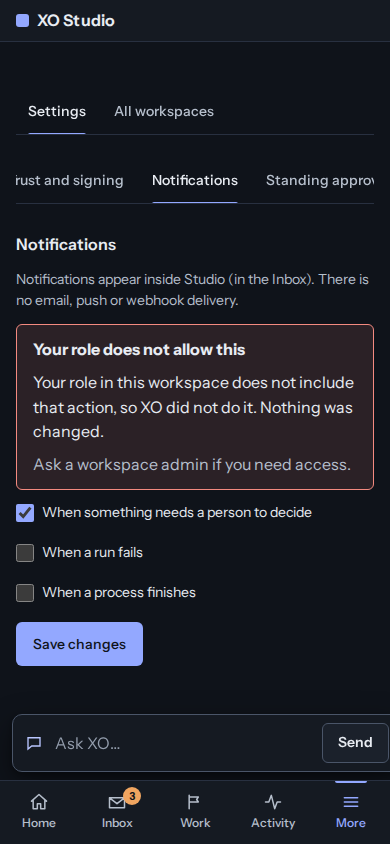 XO Studio
Settings
All workspaces
rust and signing
Notifications
Standing approv
Notifications
Notifications appear inside Studio (in the Inbox). There is
no email, push or webhook delivery.
Your role does not allow this
Your role in this workspace does not include
that action, so XO did not do it. Nothing was
changed.
Ask a workspace admin if you need access.
When something needs a person to decide
When a run fails
When a process finishes
Save changes
Ask XO...
Send
3
Home
Inbox
Work
Activity
More